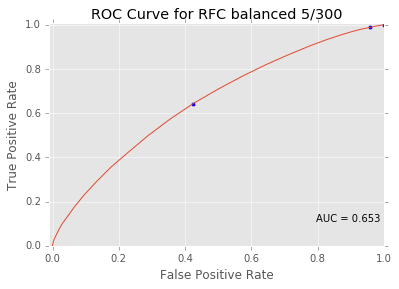 ROC Curve for RFC balanced 5/300
True Positive Rate
1.0
0.8
0.6
0.4
0.2
0.0
AUC = 0.653
0.0 0.2 0.4 0.6 0.8 1.0
False Positive Rate